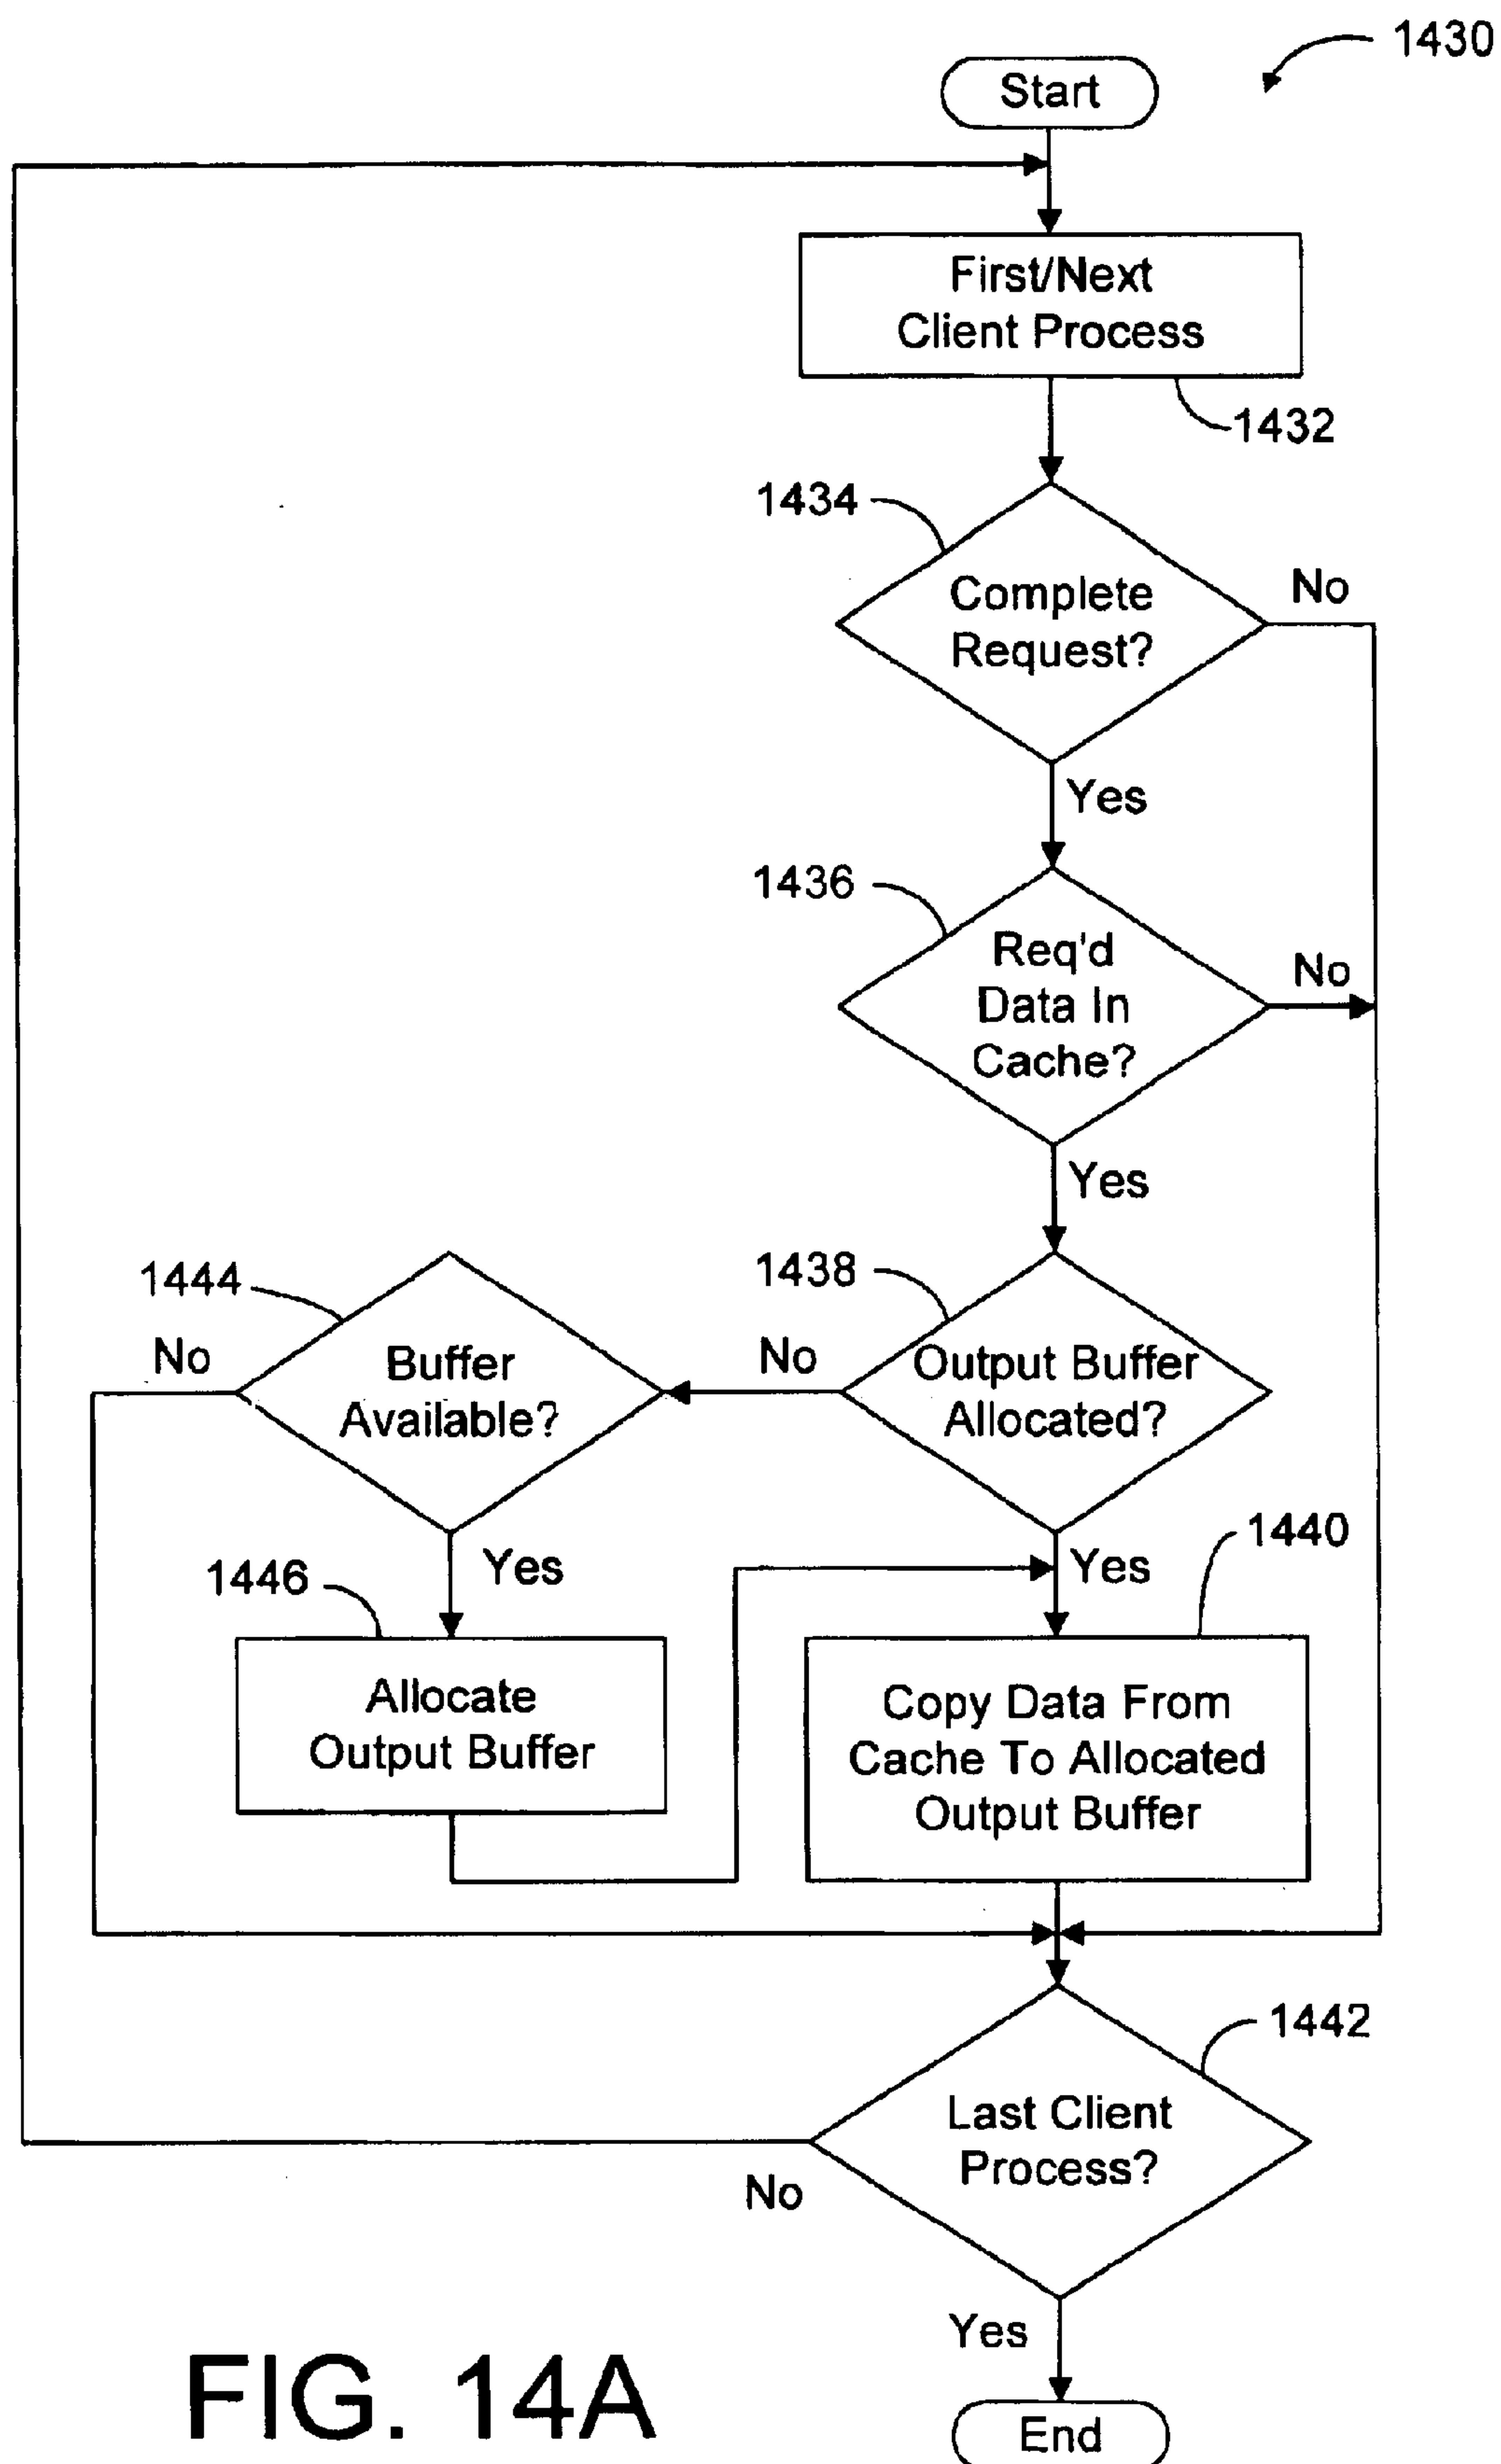 1430
Start
First/Next
Client Process
1432
1434
Complete
Request?
No
Yes
1436
Req'd
Data In
Cache?
No
Yes
1444
1438
No
Buffer
Available?
No
Output Buffer
Allocated?
1440
1446
Yes
Yes
Allocate
Output Buffer
Copy Data From
Cache To Allocated
Output Buffer
1442
Last Client
Process?
No
Yes
FIG. 14A
End